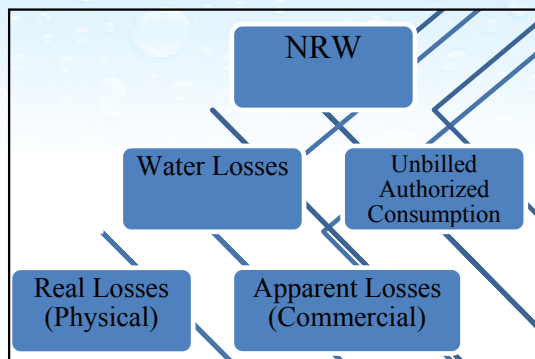 NRW
Water Losses
Unbilled
Authorized
Consumption
Real Losses
(Physical)
Apparent Losses
(Commercial)